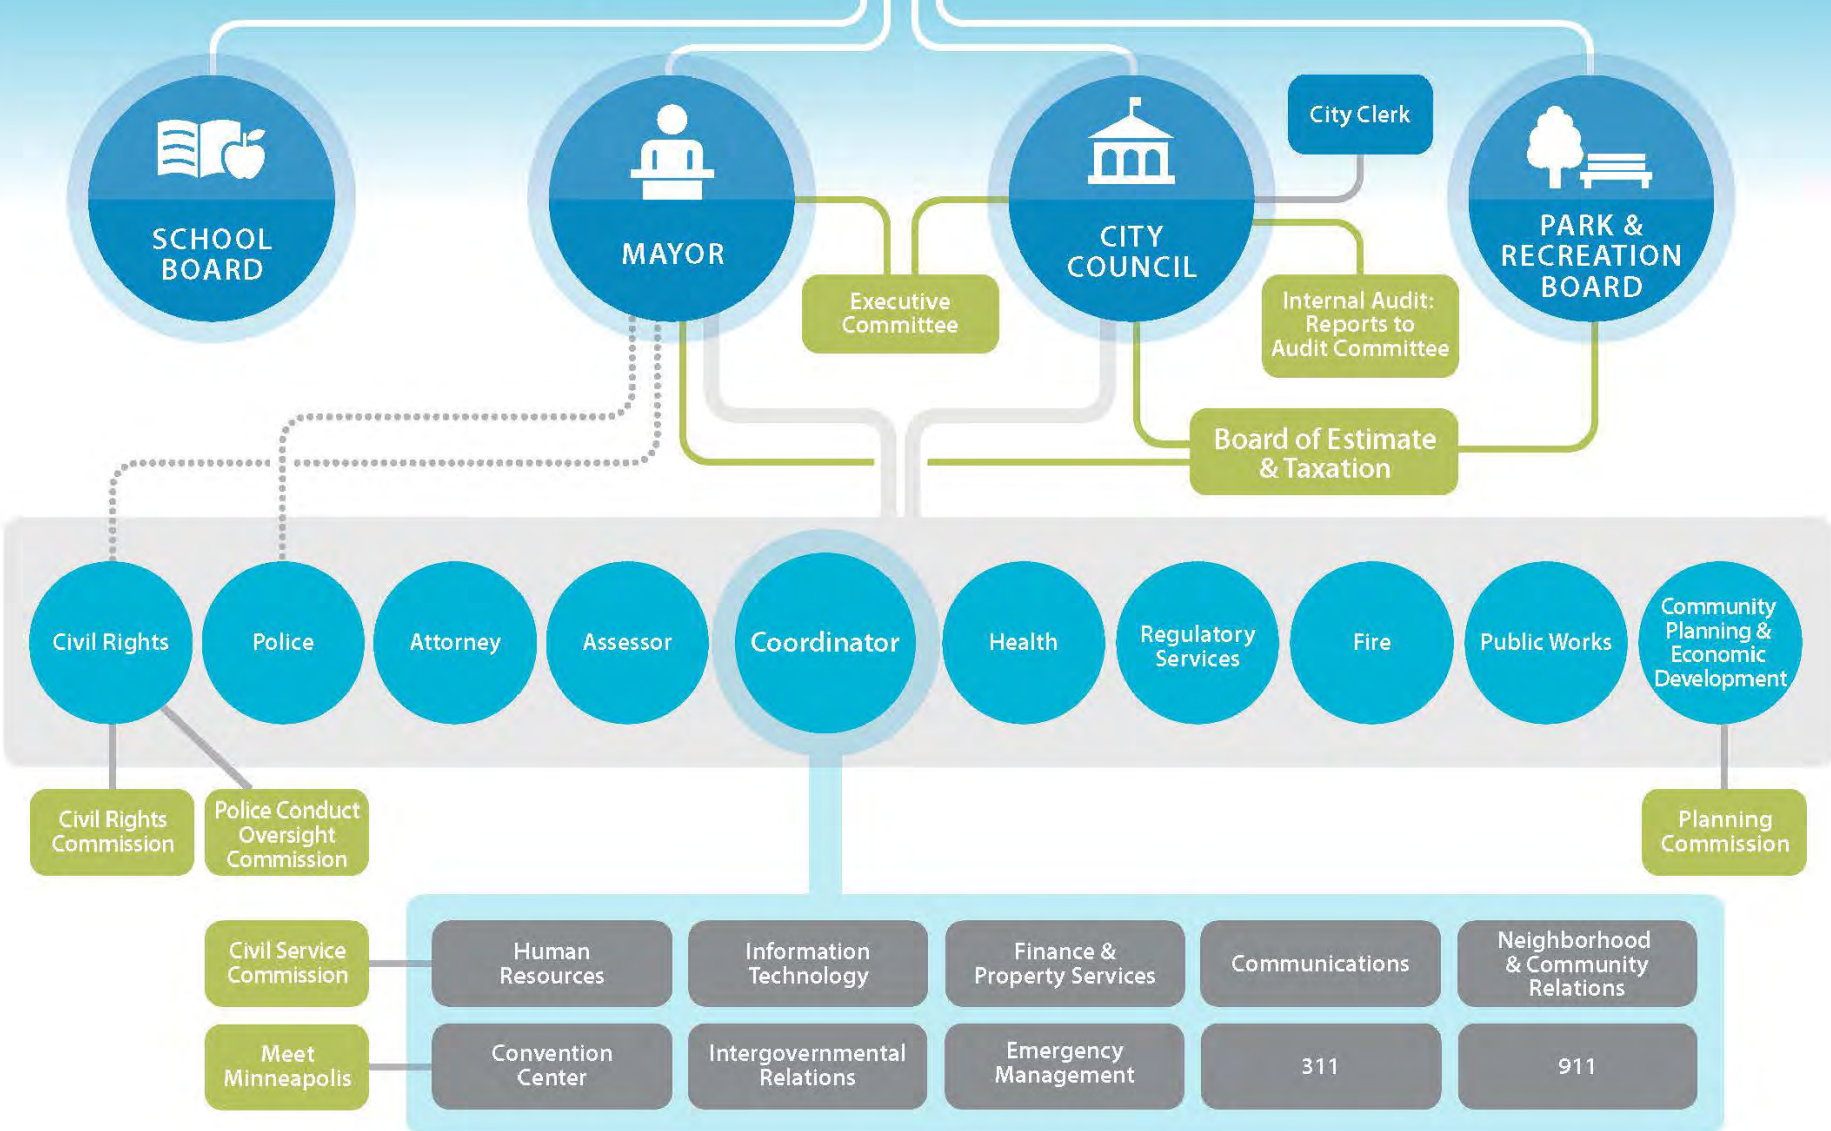 City Clerk
SCHOOL
BOARD
MAYOR
CITY
COUNCIL
PARK &
RECREATION
BOARD
Executive
Committee
Internal Audit:
Reports to
Audit Committee
Board of Estimate
& Taxation
Civil Rights
Police
Attorney
Assessor
Coordinator
Health
Regulatory
Services
Fire
Public Works
Community
Planning &
Economic
Development
Civil Rights
Commission
Police Conduct
Oversight
Commission
Planning
Commission
Civil Service
Commission
Human
Resources
Information
Technology
Finance &
Property Services
Communications
Neighborhood
& Community
Relations
Meet
Minneapolis
Convention
Center
Intergovernmental
Relations
Emergency
Management
311
911